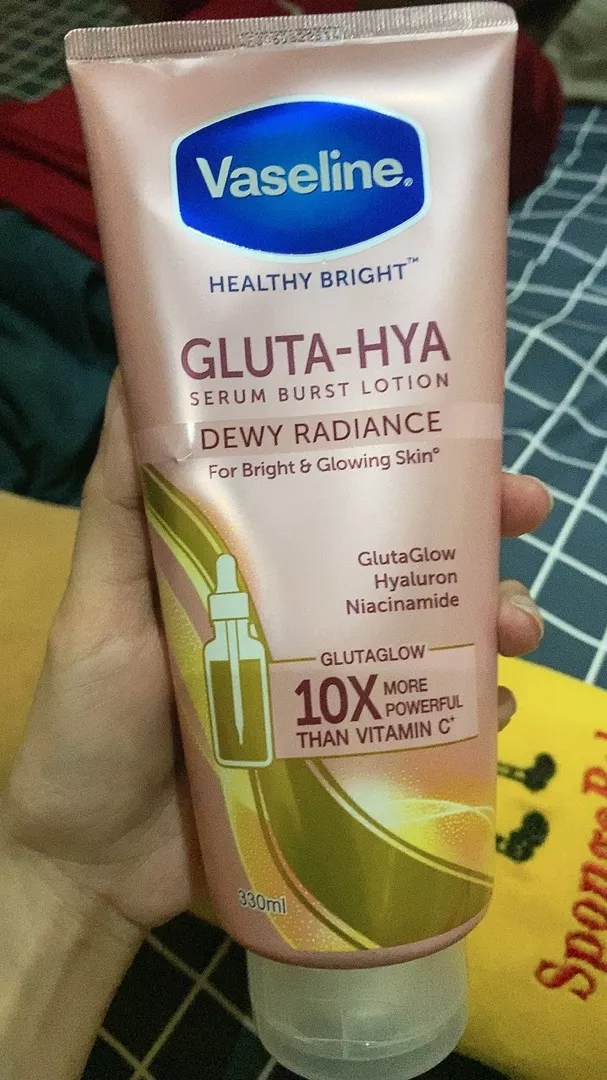 Vaseline®
HEALTHY BRIGHT™
GLUTA-HYA
SERUM BURST LOTION
DEWY RADIANCE
For Bright & Glowing Skin°
GlutaGlow
Hyaluron
Niacinamide
GLUTAGLOW
10X MORE
POWERFUL
THAN VITAMIN C⁺
330ml